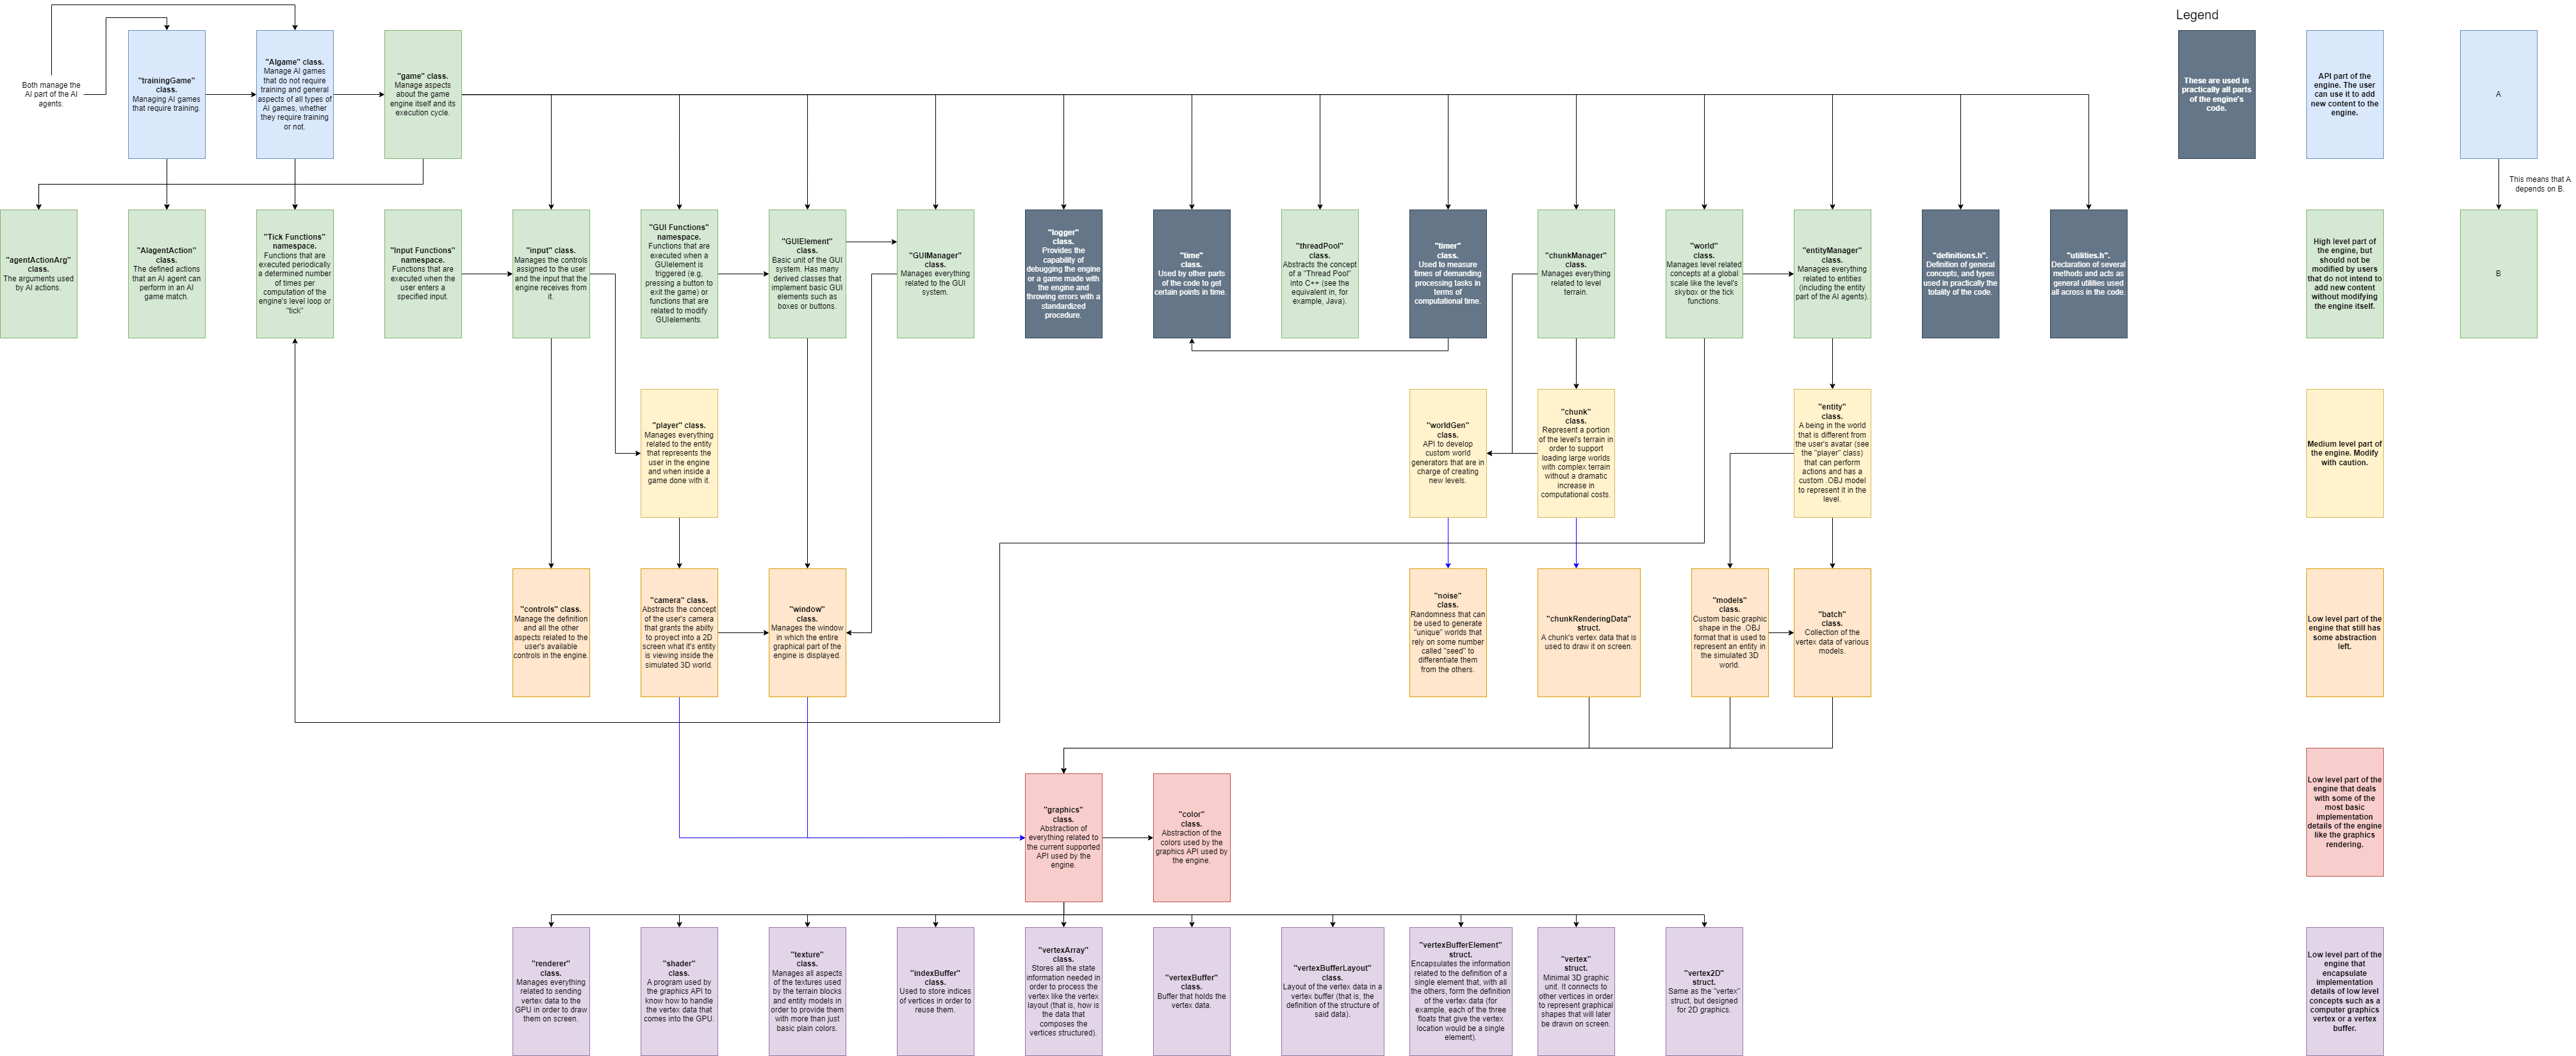 Legend
Both manage the
AI part of the AI
agents.
"trainingGame"
class.
Managing AI games
that require training.
"AIgame" class.
Manage AI games
that do not require
training and general
aspects of all types of
AI games, whether
they require training
or not.
"game" class.
Manage aspects
about the game
engine itself and its
execution cycle.
These are used in
practically all parts
of the engine's
code.
API part of the
engine. The user
can use it to add
new content to the
engine.
A
This means that A
depends on B.
"agentActionArg"
class.
The arguments used
by AI actions.
"AIagentAction"
class.
The defined actions
that an AI agent can
perform in an AI
game match.
"Tick Functions"
namespace.
Functions that are
executed periodically
a determined number
of times per
computation of the
engine's level loop or
"tick"
"Input Functions"
namespace.
Functions that are
executed when the
user enters a
specified input.
"input" class.
Manages the controls
assigned to the user
and the input that the
engine receives from
it.
"GUI Functions"
namespace.
Functions that are
executed when a
GUIelement is
triggered (e.g,
pressing a button to
exit the game) or
functions that are
related to modify
GUIelements.
"GUIElement"
class.
Basic unit of the GUI
system. Has many
derived classes that
implement basic GUI
elements such as
boxes or buttons.
"GUIManager"
class.
Manages everything
related to the GUI
system.
"logger"
class.
Provides the
capability of
debugging the engine
or a game made with
the engine and
throwing errors with a
standardized
procedure.
"time"
class.
Used by other parts
of the code to get
certain points in time.
"threadPool"
class.
Abstracts the concept
of a "Thread Pool"
into C++ (see the
equivalent in, for
example, Java).
"timer"
class.
Used to measure
times of demanding
processing tasks in
terms of
computational time.
"chunkManager"
class.
Manages everything
related to level
terrain.
"world"
class.
Manages level related
concepts at a global
scale like the level's
skybox or the tick
functions.
"entityManager"
class.
Manages everything
related to entities
(including the entity
part of the AI agents).
"definitions.h".
Definition of general
concepts, and types
used in practically the
totality of the code.
"utilities.h".
Declaration of several
methods and acts as
general utilities used
all across in the code.
High level part of
the engine, but
should not be
modified by users
that do not intend to
add new content
without modifying
the engine itself.
B
"player" class.
Manages everything
related to the entity
that represents the
user in the engine
and when inside a
game done with it.
"worldGen"
class.
API to develop
custom world
generators that are in
charge of creating
new levels.
"chunk"
class.
Represent a portion
of the level's terrain in
order to support
loading large worlds
with complex terrain
without a dramatic
increase in
computational costs.
"entity"
class.
A being in the world
that is different from
the user's avatar (see
the "player" class)
that can perform
actions and has a
custom .OBJ model
to represent it in the
level.
Medium level part of
the engine. Modify
with caution.
"controls" class.
Manage the definition
and all the other
aspects related to the
user's available
controls in the engine.
"camera" class.
Abstracts the concept
of the user's camera
that grants the abilty
to proyect into a 2D
screen what it's entity
is viewing inside the
simulated 3D world.
"window"
class.
Manages the window
in which the entire
graphical part of the
engine is displayed.
"noise"
class.
Randomness that can
be used to generate
"unique" worlds that
rely on some number
called "seed" to
differentiate them
from the others.
"chunkRenderingData"
struct.
A chunk's vertex data that is
used to draw it on screen.
"models"
class.
Custom basic graphic
shape in the .OBJ
format that is used to
represent an entity in
the simulated 3D
world.
"batch"
class.
Collection of the
vertex data of various
models.
Low level part of the
engine that still has
some abstraction
left.
"graphics"
class.
Abstraction of
everything related to
the current supported
API used by the
engine.
"color"
class.
Abstraction of the
colors used by the
graphics API used by
the engine.
Low level part of the
engine that deals
with some of the
most basic
implementation
details of the engine
like the graphics
rendering.
"renderer"
class.
Manages everything
related to sending
vertex data to the
GPU in order to draw
them on screen.
"shader"
class.
A program used by
the graphics API to
know how to handle
the vertex data that
comes into the GPU.
"texture"
class.
Manages all aspects
of the textures used
by the terrain blocks
and entity models in
order to provide them
with more than just
basic plain colors.
"indexBuffer"
class.
Used to store indices
of vertices in order to
reuse them.
"vertexArray"
class.
Stores all the state
information needed in
order to process the
vertex like the vertex
layout (that is, how is
the data that
composes the
vertices structured).
"vertexBuffer"
class.
Buffer that holds the
vertex data.
"vertexBufferLayout"
class.
Layout of the vertex data in a
vertex buffer (that is, the
definition of the structure of
said data).
"vertexBufferElement"
struct.
Encapsulates the information
related to the definition of a
single element that, with all
the others, form the definition
of the vertex data (for
example, each of the three
floats that give the vertex
location would be a single
element).
"vertex"
struct.
Minimal 3D graphic
unit. It connects to
other vertices in order
to represent graphical
shapes that will later
be drawn on screen.
"vertex2D"
struct.
Same as the "vertex"
struct, but designed
for 2D graphics.
Low level part of the
engine that
encapsulate
implementation
details of low level
concepts such as a
computer graphics
vertex or a vertex
buffer.